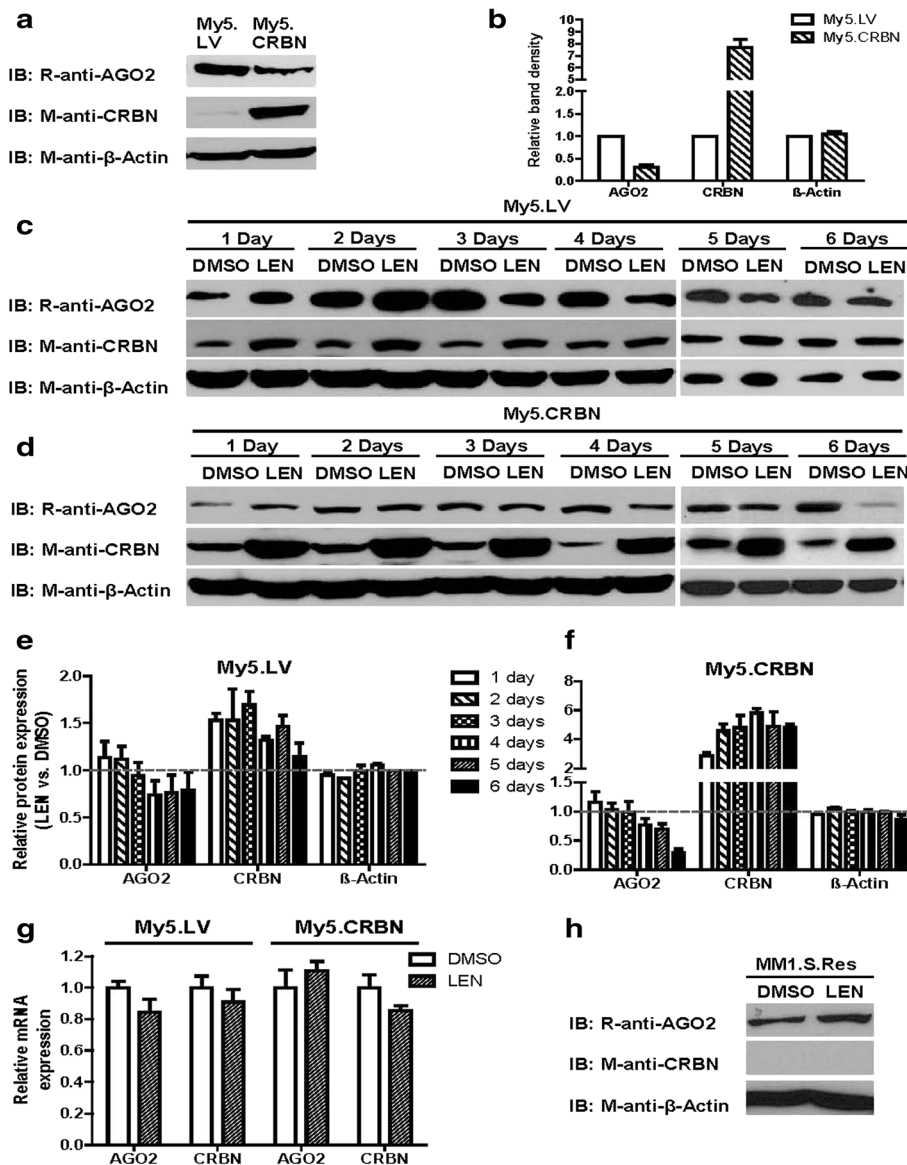 a
My5. My5.
LV CRBN
IB: R-anti-AGO2
IB: M-anti-CRBN
IB: M-anti-β-Actin
b
My5.LV
My5.CRBN
Relative band density
10
9
8
7
6
5
4
3
2
2.0
1.5
1.0
0.5
0.0
AGO2 CRBN β-Actin
My5.LV
c
1 Day 2 Days 3 Days 4 Days 5 Days 6 Days
DMSO LEN DMSO LEN DMSO LEN DMSO LEN DMSO LEN DMSO LEN
IB: R-anti-AGO2
IB: M-anti-CRBN
IB: M-anti-β-Actin
My5.CRBN
d
1 Day 2 Days 3 Days 4 Days 5 Days 6 Days
DMSO LEN DMSO LEN DMSO LEN DMSO LEN DMSO LEN DMSO LEN
IB: R-anti-AGO2
IB: M-anti-CRBN
IB: M-anti-β-Actin
e
My5.LV
Relative protein expression
(LEN vs. DMSO)
2.0
1.5
1.0
0.5
0.0
AGO2 CRBN β-Actin
1 day
2 days
3 days
4 days
5 days
6 days
f
My5.CRBN
8
6
4
2
1.5
1.0
0.5
0.0
AGO2 CRBN β-Actin
g
My5.LV My5.CRBN
DMSO
LEN
Relative mRNA
expression
1.2
1.0
0.8
0.6
0.4
0.2
0.0
AGO2 CRBN AGO2 CRBN
h
MM1.S.Res
DMSO LEN
IB: R-anti-AGO2
IB: M-anti-CRBN
IB: M-anti-β-Actin